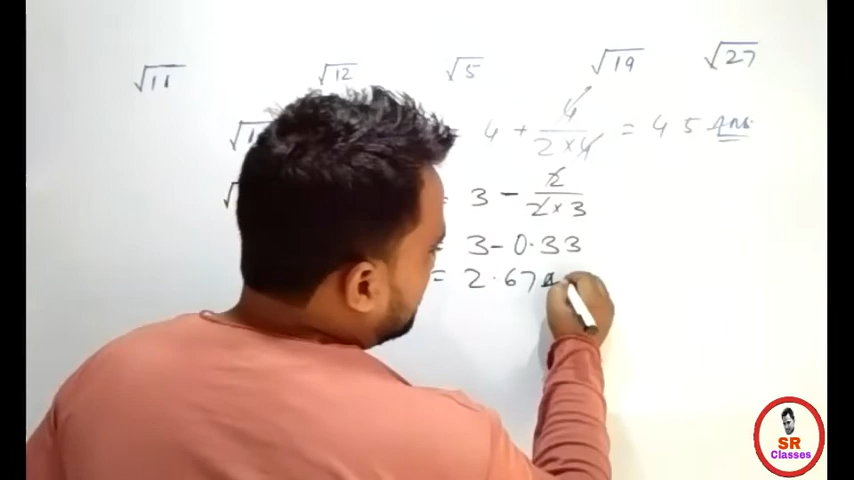 √11 √12 √5 √19 √27
√1 4 + 4/2×4 = 4 5 Ans
√ = 3 - 2/2×3
3 - 0.33
= 2.67
SR
Classes